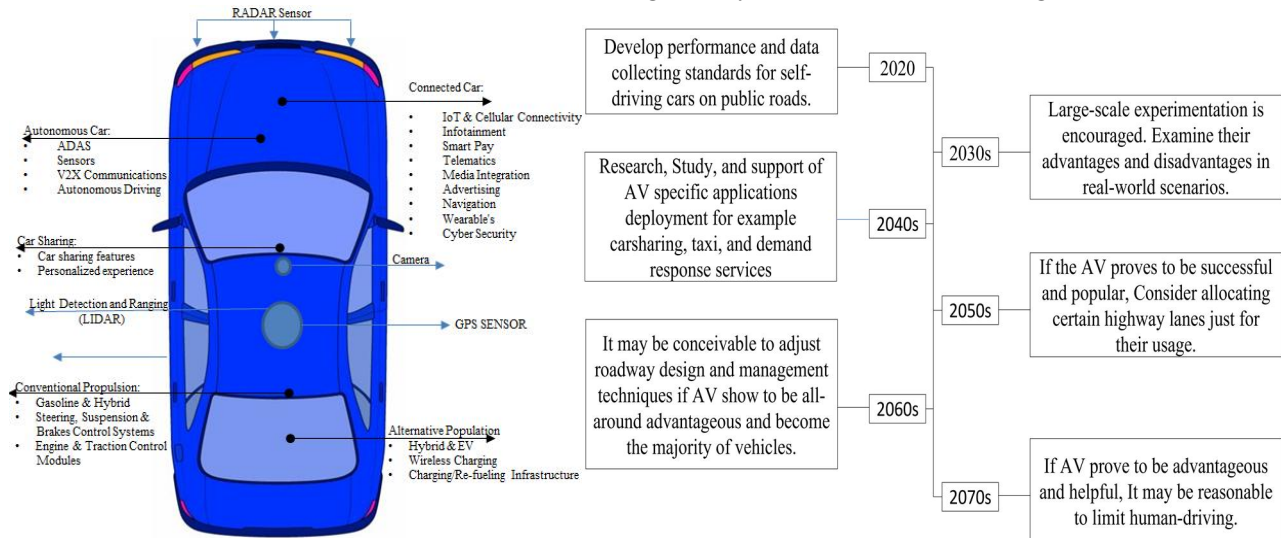 RADAR Sensor
Connected Car:
• IoT & Cellular Connectivity
• Infotainment
• Smart Pay
• Telematics
• Media Integration
• Advertising
• Navigation
• Wearable's
• Cyber Security
Autonomous Car:
• ADAS
• Sensors
• V2X Communications
• Autonomous Driving
Car Sharing:
• Car sharing features
• Personalized experience
Camera
Light Detection and Ranging
(LIDAR)
GPS SENSOR
Conventional Propulsion:
• Gasoline & Hybrid
• Steering, Suspension &
Brakes Control Systems
• Engine & Traction Control
Modules
Alternative Population
• Hybrid & EV
• Wireless Charging
• Charging/Re-fueling Infrastructure
Develop performance and data
collecting standards for self-
driving cars on public roads.
2020
Large-scale experimentation is
encouraged. Examine their
advantages and disadvantages in
real-world scenarios.
2030s
Research, Study, and support of
AV specific applications
deployment for example
carsharing, taxi, and demand
response services
2040s
If the AV proves to be successful
and popular, Consider allocating
certain highway lanes just for
their usage.
2050s
It may be conceivable to adjust
roadway design and management
techniques if AV show to be all-
around advantageous and become
the majority of vehicles.
2060s
If AV prove to be advantageous
and helpful, It may be reasonable
to limit human-driving.
2070s